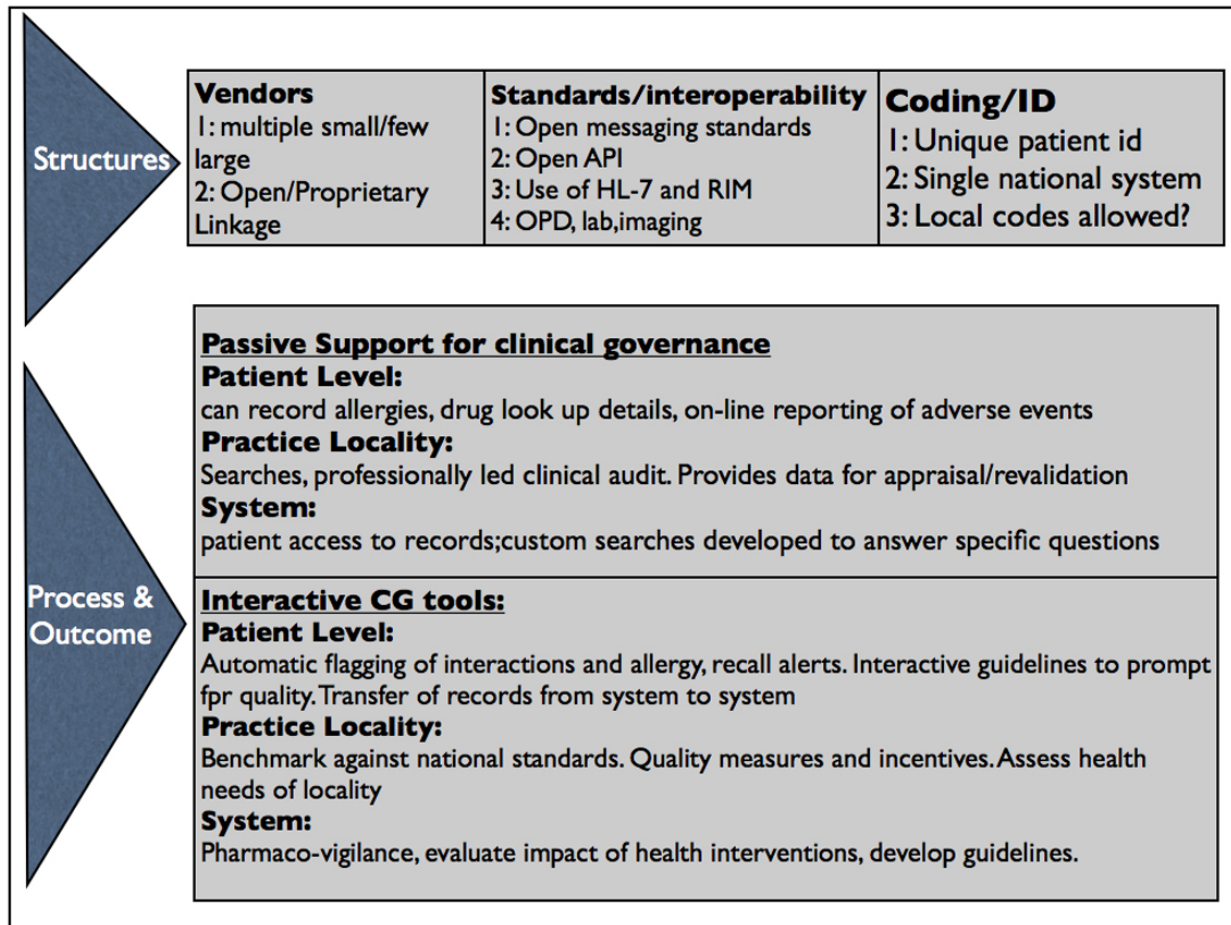 Structures
Vendors
1: multiple small/few
large
2: Open/Proprietary
Linkage
Standards/interoperability
1: Open messaging standards
2: Open API
3: Use of HL-7 and RIM
4: OPD, lab,imaging
Coding/ID
1: Unique patient id
2: Single national system
3: Local codes allowed?
Process &
Outcome
Passive Support for clinical governance
Patient Level:
can record allergies, drug look up details, on-line reporting of adverse events
Practice Locality:
Searches, professionally led clinical audit. Provides data for appraisal/revalidation
System:
patient access to records;custom searches developed to answer specific questions
Interactive CG tools:
Patient Level:
Automatic flagging of interactions and allergy, recall alerts. Interactive guidelines to prompt
fpr quality. Transfer of records from system to system
Practice Locality:
Benchmark against national standards. Quality measures and incentives. Assess health
needs of locality
System:
Pharmaco-vigilance, evaluate impact of health interventions, develop guidelines.